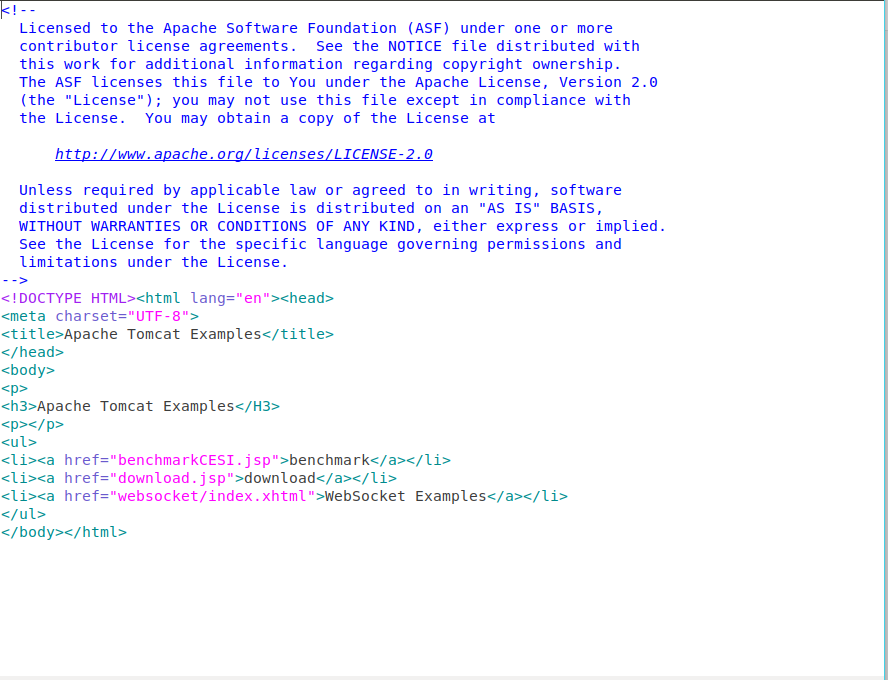 <!--
  Licensed to the Apache Software Foundation (ASF) under one or more
  contributor license agreements.  See the NOTICE file distributed with
  this work for additional information regarding copyright ownership.
  The ASF licenses this file to You under the Apache License, Version 2.0
  (the "License"); you may not use this file except in compliance with
  the License.  You may obtain a copy of the License at

      http://www.apache.org/licenses/LICENSE-2.0

  Unless required by applicable law or agreed to in writing, software
  distributed under the License is distributed on an "AS IS" BASIS,
  WITHOUT WARRANTIES OR CONDITIONS OF ANY KIND, either express or implied.
  See the License for the specific language governing permissions and
  limitations under the License.
-->
<!DOCTYPE HTML><html lang="en"><head>
<meta charset="UTF-8">
<title>Apache Tomcat Examples</title>
</head>
<body>
<p>
<h3>Apache Tomcat Examples</H3>
<p></p>
<ul>
<li><a href="benchmarkCESI.jsp">benchmark</a></li>
<li><a href="download.jsp">download</a></li>
<li><a href="websocket/index.xhtml">WebSocket Examples</a></li>
</ul>
</body></html>